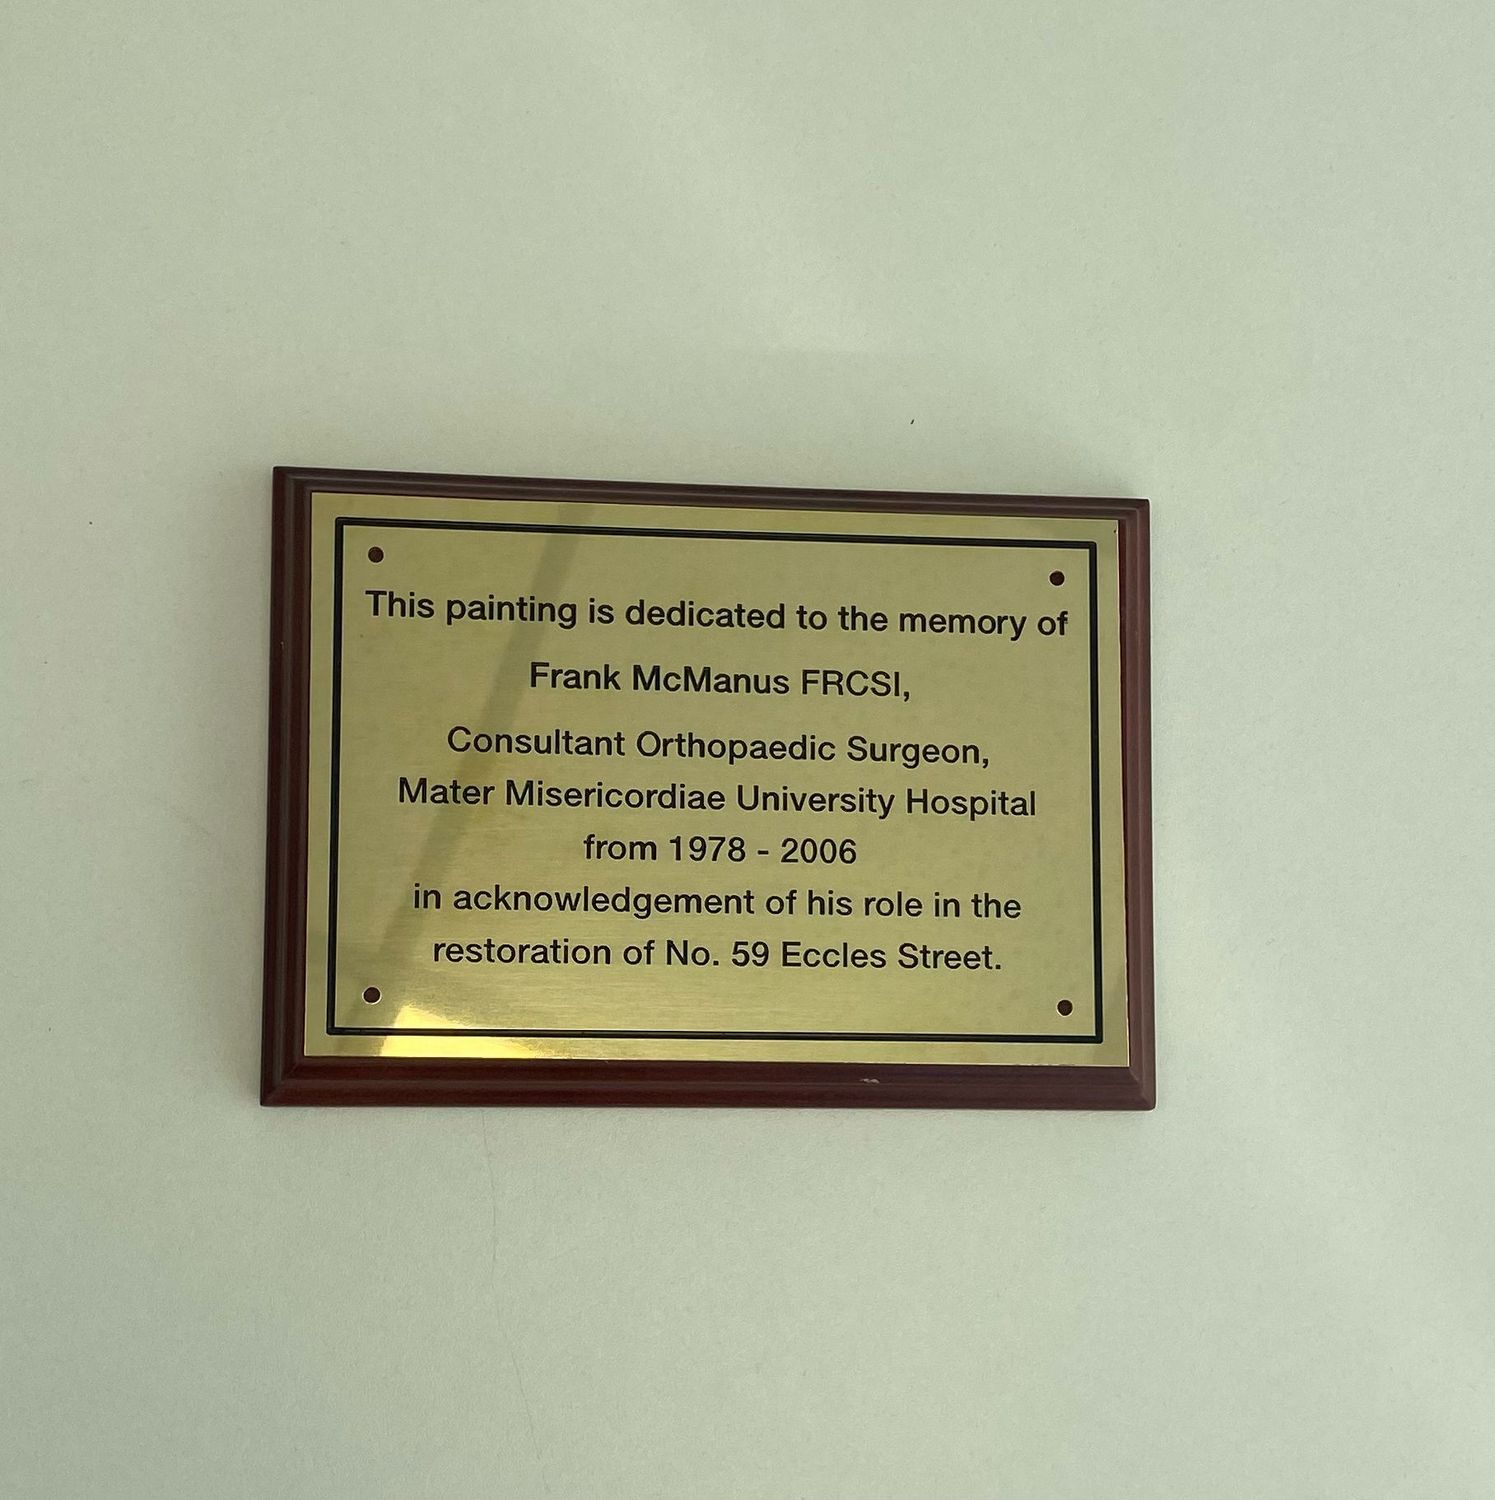 This painting is dedicated to the memory of
Frank McManus FRCSI,
Consultant Orthopaedic Surgeon,
Mater Misericordiae University Hospital
from 1978 - 2006
in acknowledgement of his role in the
restoration of No. 59 Eccles Street.